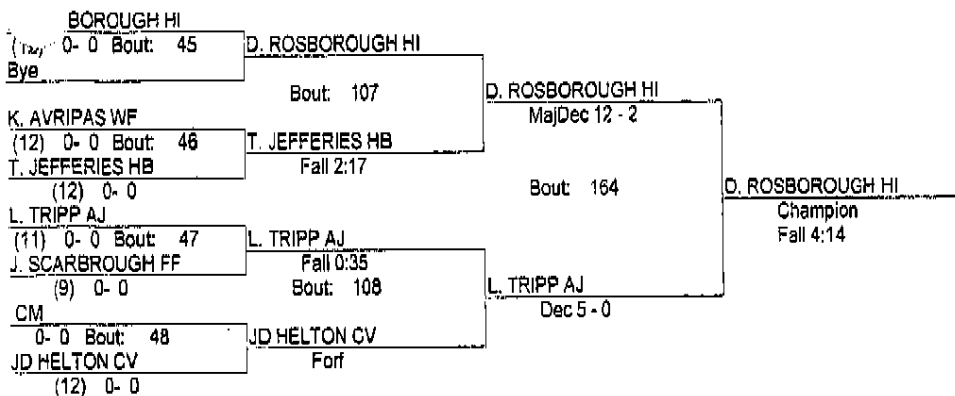 BOROUGH HI
0- 0 Bout: 45
Bye
D. ROSBOROUGH HI
Bout: 107
K. AVRIPAS WF
(12) 0- 0 Bout: 46
T. JEFFERIES HB
(12) 0- 0
T. JEFFERIES HB
Fall 2:17
D. ROSBOROUGH HI
MajDec 12 - 2
Bout: 164
L. TRIPP AJ
(11) 0- 0 Bout: 47
J. SCARBROUGH FF
(9) 0- 0
L. TRIPP AJ
Fall 0:35
Bout: 108
CM
0- 0 Bout: 48
JD HELTON CV
(12) 0- 0
JD HELTON CV
Forf
L. TRIPP AJ
Dec 5 - 0
D. ROSBOROUGH HI
Champion
Fall 4:14